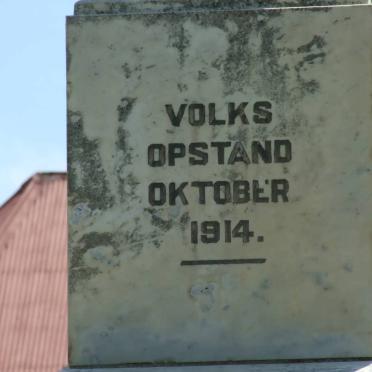 VOLKS
OPSTAND
OKTOBER
1914.